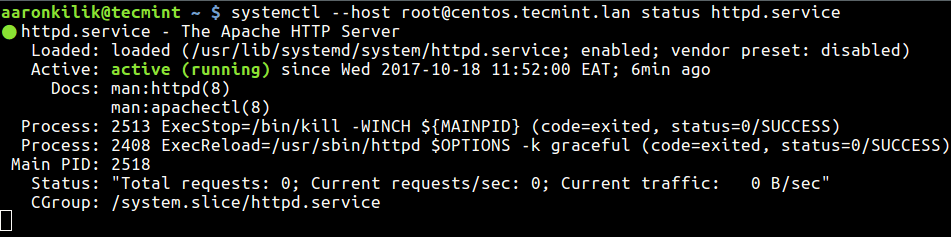 aaronkilik@tecmint ~ $ systemctl --host root@centos.tecmint.lan status httpd.service
●httpd.service - The Apache HTTP Server
Loaded: loaded (/usr/lib/systemd/system/httpd.service; enabled; vendor preset: disabled)
Active: active (running) since Wed 2017-10-18 11:52:00 EAT; 6min ago
Docs: man:httpd(8)
man:apachectl(8)
Process: 2513 ExecStop=/bin/kill -WINCH ${MAINPID} (code=exited, status=0/SUCCESS)
Process: 2408 ExecReload=/usr/sbin/httpd $OPTIONS -k graceful (code=exited, status=0/SUCCESS)
Main PID: 2518
Status: "Total requests: 0; Current requests/sec: 0; Current traffic:   0 B/sec"
CGroup: /system.slice/httpd.service